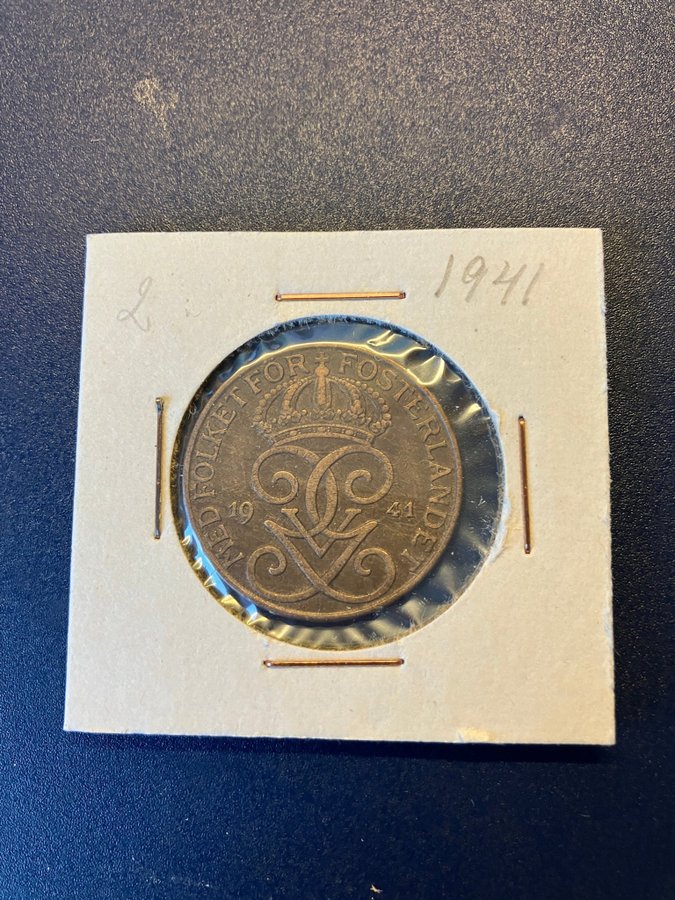 2
1941
MED FOLKET FÖR FOSTERLANDET
19 41